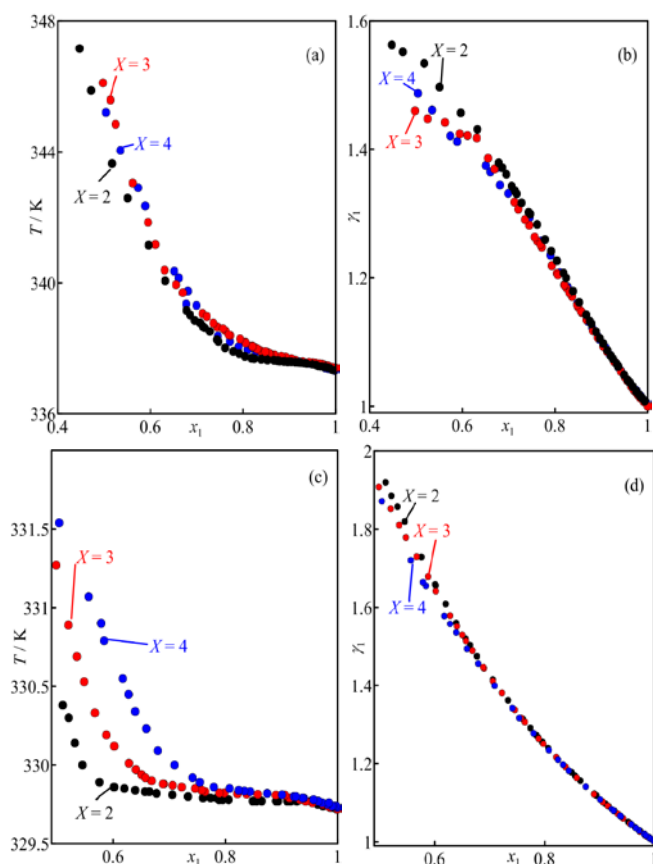 348
344
340
336
T / K
0.4
0.6
0.8
1
x₁
(a)
X = 3
X = 4
X = 2
1.6
1.4
1.2
1
γ₁
0.4
0.6
0.8
1
x₁
(b)
X = 2
X = 4
X = 3
331.5
331
330.5
330
329.5
T / K
0.6
0.8
1
x₁
(c)
X = 3
X = 4
X = 2
2
1.8
1.6
1.4
1.2
1
γ₁
0.6
0.8
1
x₁
(d)
X = 2
X = 3
X = 4